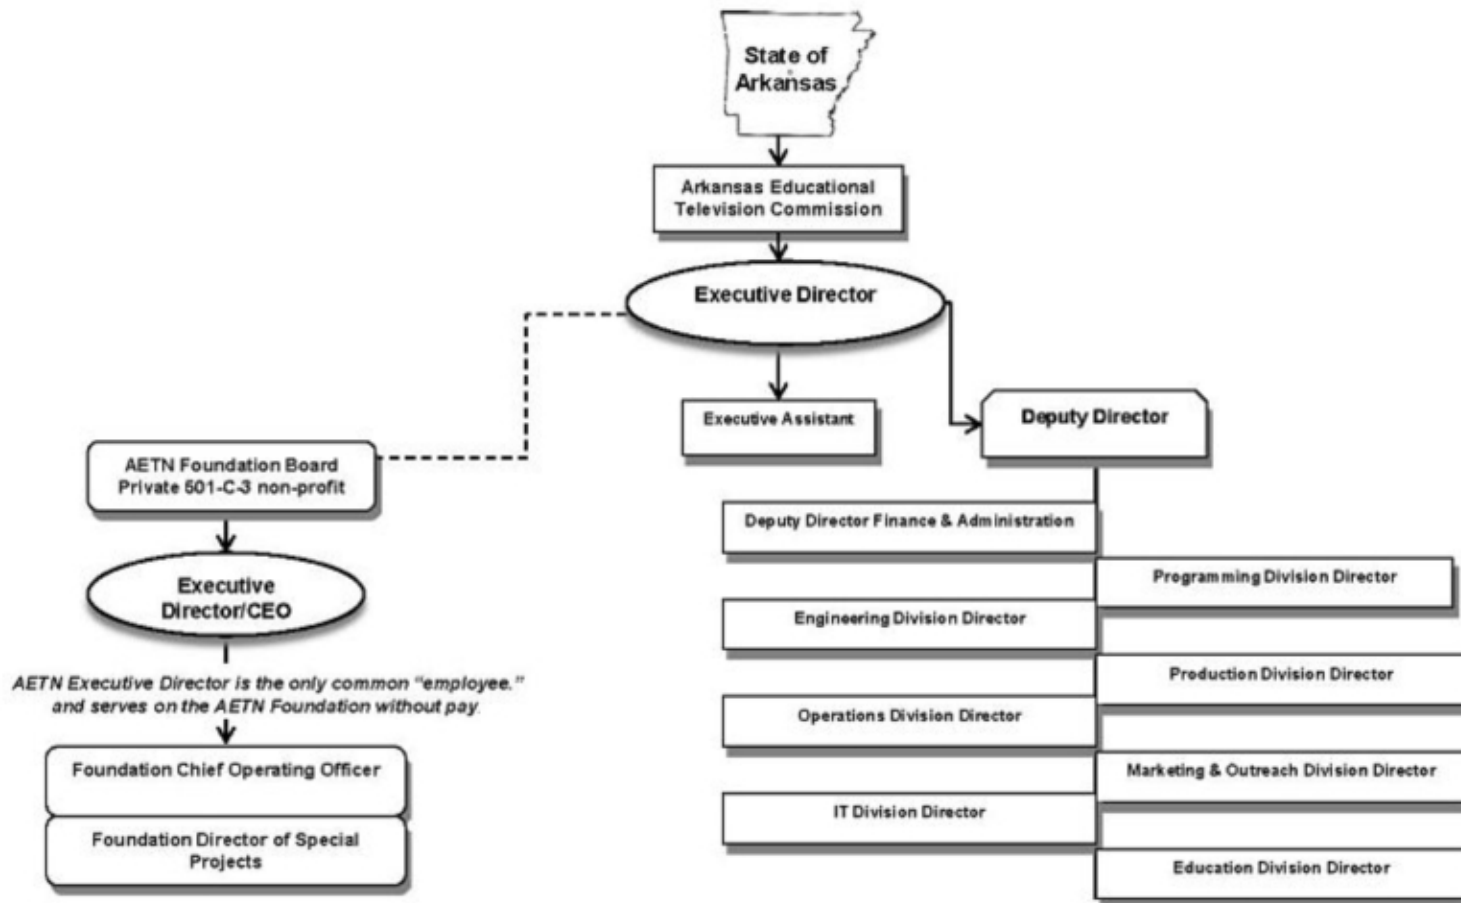 State of
Arkansas
Arkansas Educational
Television Commission
Executive Director
Executive Assistant
Deputy Director
AETN Foundation Board
Private 501-C-3 non-profit
Executive
Director/CEO
AETN Executive Director is the only common “employee.”
and serves on the AETN Foundation without pay.
Foundation Chief Operating Officer
Foundation Director of Special
Projects
Deputy Director Finance & Administration
Programming Division Director
Engineering Division Director
Production Division Director
Operations Division Director
Marketing & Outreach Division Director
IT Division Director
Education Division Director